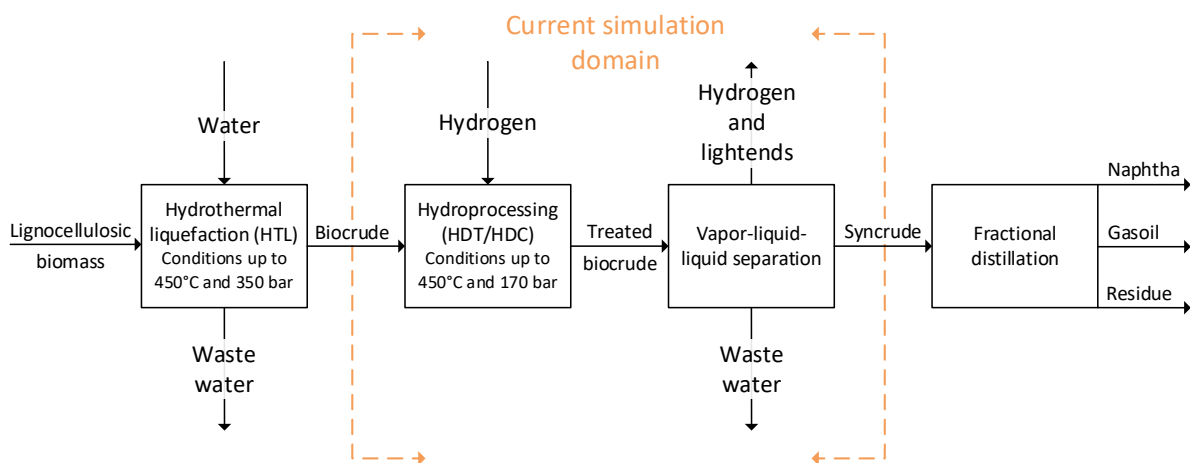 Current simulation
domain
Water
Hydrogen
Hydrogen
and
lightends
Lignocellulosic
biomass
Hydrothermal
liquefaction (HTL)
Conditions up to
450°C and 350 bar
Biocrude
Hydroprocessing
(HDT/HDC)
Conditions up to
450°C and 170 bar
Treated
biocrude
Vapor-liquid-
liquid separation
Syncrude
Fractional
distillation
Naphtha
Gasoil
Residue
Waste
water
Waste
water